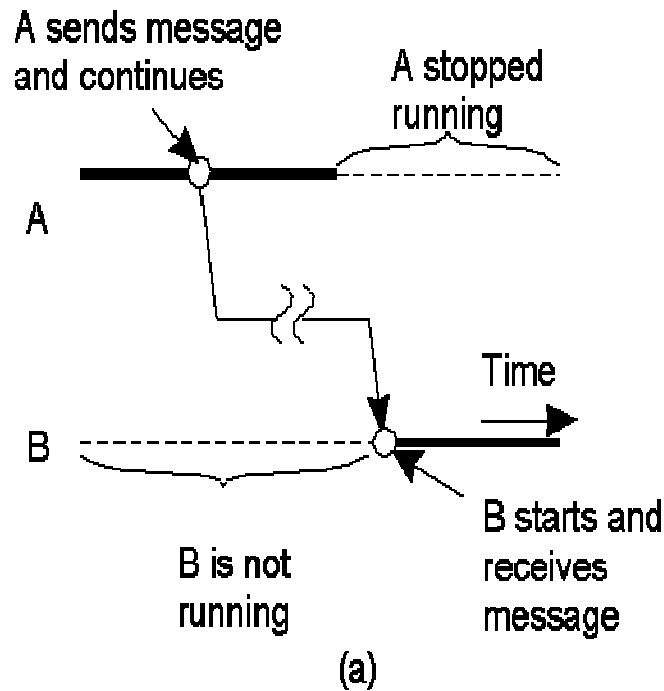 A sends message
and continues
A stopped
running
A
Time
B
B starts and
receives
message
B is not
running
(a)